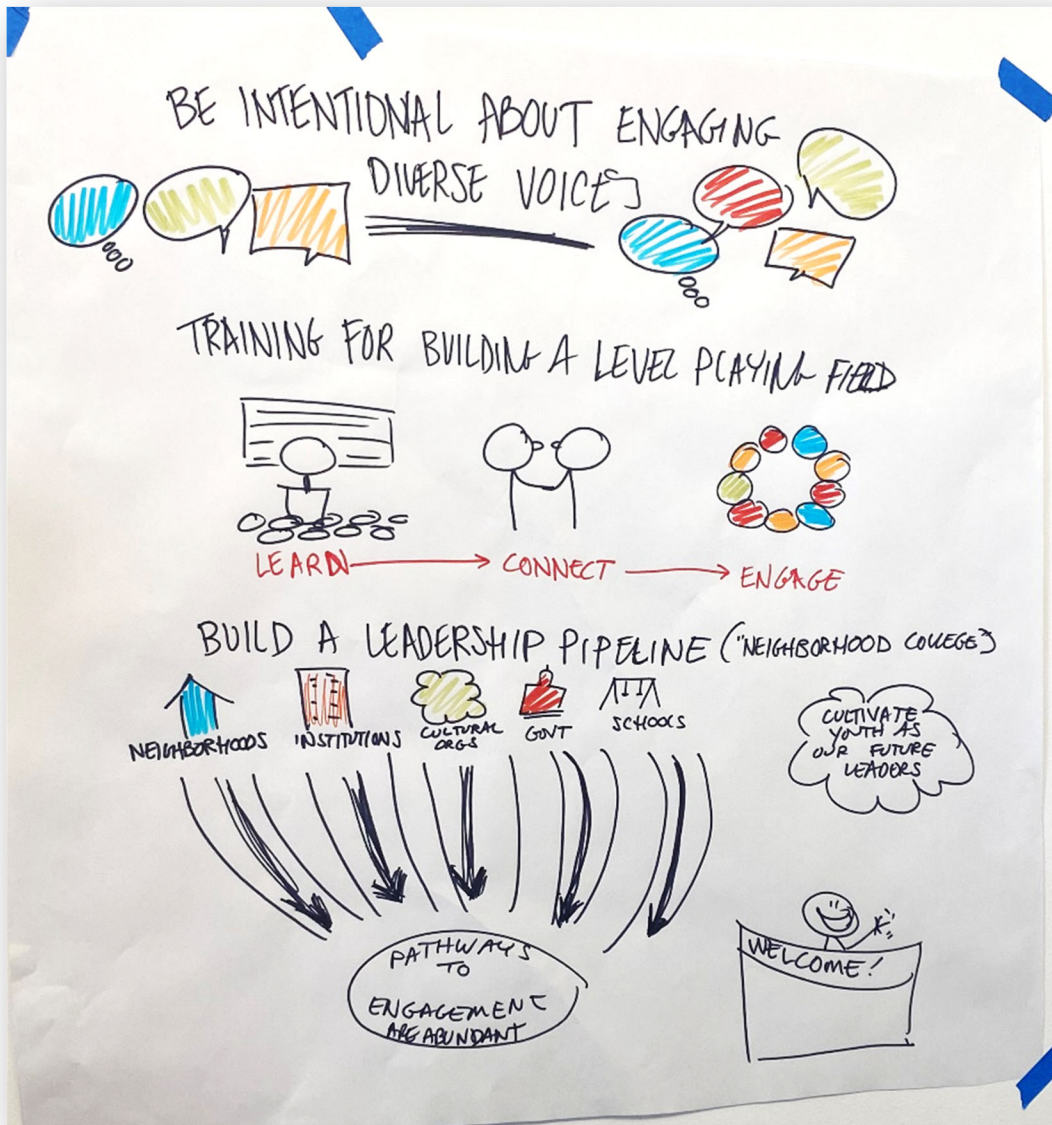 BE INTENTIONAL ABOUT ENGAGING
DIVERSE VOICES
TRAINING FOR BUILDING A LEVEL PLAYING FIELD
LEARN
CONNECT
ENGAGE
BUILD A LEADERSHIP PIPELINE ("NEIGHBORHOOD COLLEGE")
NEIGHBORHOODS
INSTITUTIONS
CULTURAL
ORGS
GOVT
SCHOOLS
CULTIVATE
YOUTH AS
OUR FUTURE
LEADERS
PATHWAYS
TO
ENGAGEMENT
ARE ABUNDANT
WELCOME!